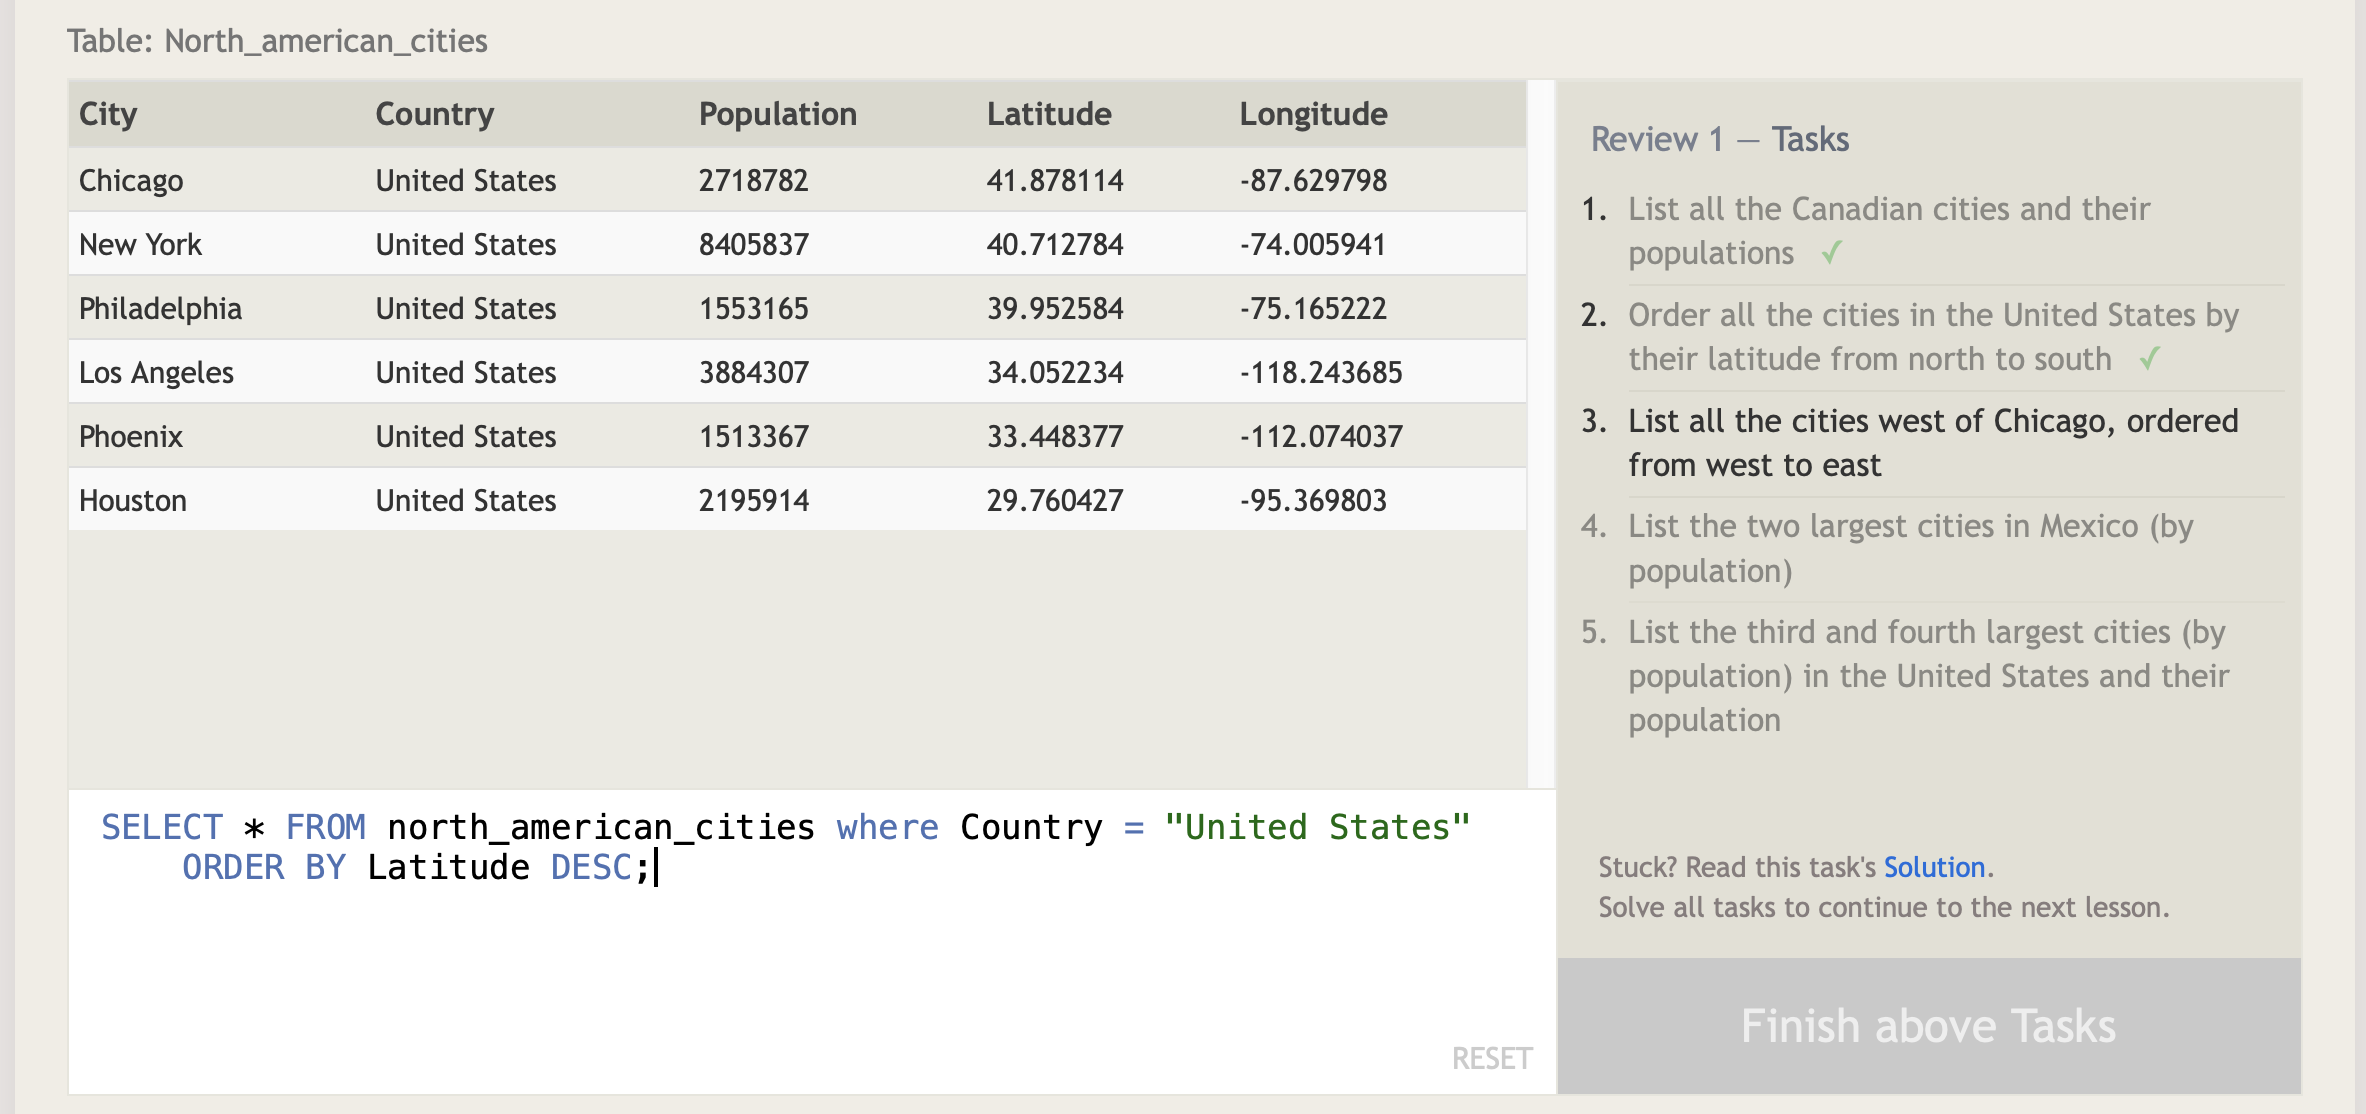 Table: North_american_cities
City Country Population Latitude Longitude
Chicago United States 2718782 41.878114 -87.629798
New York United States 8405837 40.712784 -74.005941
Philadelphia United States 1553165 39.952584 -75.165222
Los Angeles United States 3884307 34.052234 -118.243685
Phoenix United States 1513367 33.448377 -112.074037
Houston United States 2195914 29.760427 -95.369803
SELECT * FROM north_american_cities where Country = "United States"
ORDER BY Latitude DESC;
RESET
Review 1 — Tasks
1. List all the Canadian cities and their
populations ✓
2. Order all the cities in the United States by
their latitude from north to south ✓
3. List all the cities west of Chicago, ordered
from west to east
4. List the two largest cities in Mexico (by
population)
5. List the third and fourth largest cities (by
population) in the United States and their
population
Stuck? Read this task's Solution.
Solve all tasks to continue to the next lesson.
Finish above Tasks